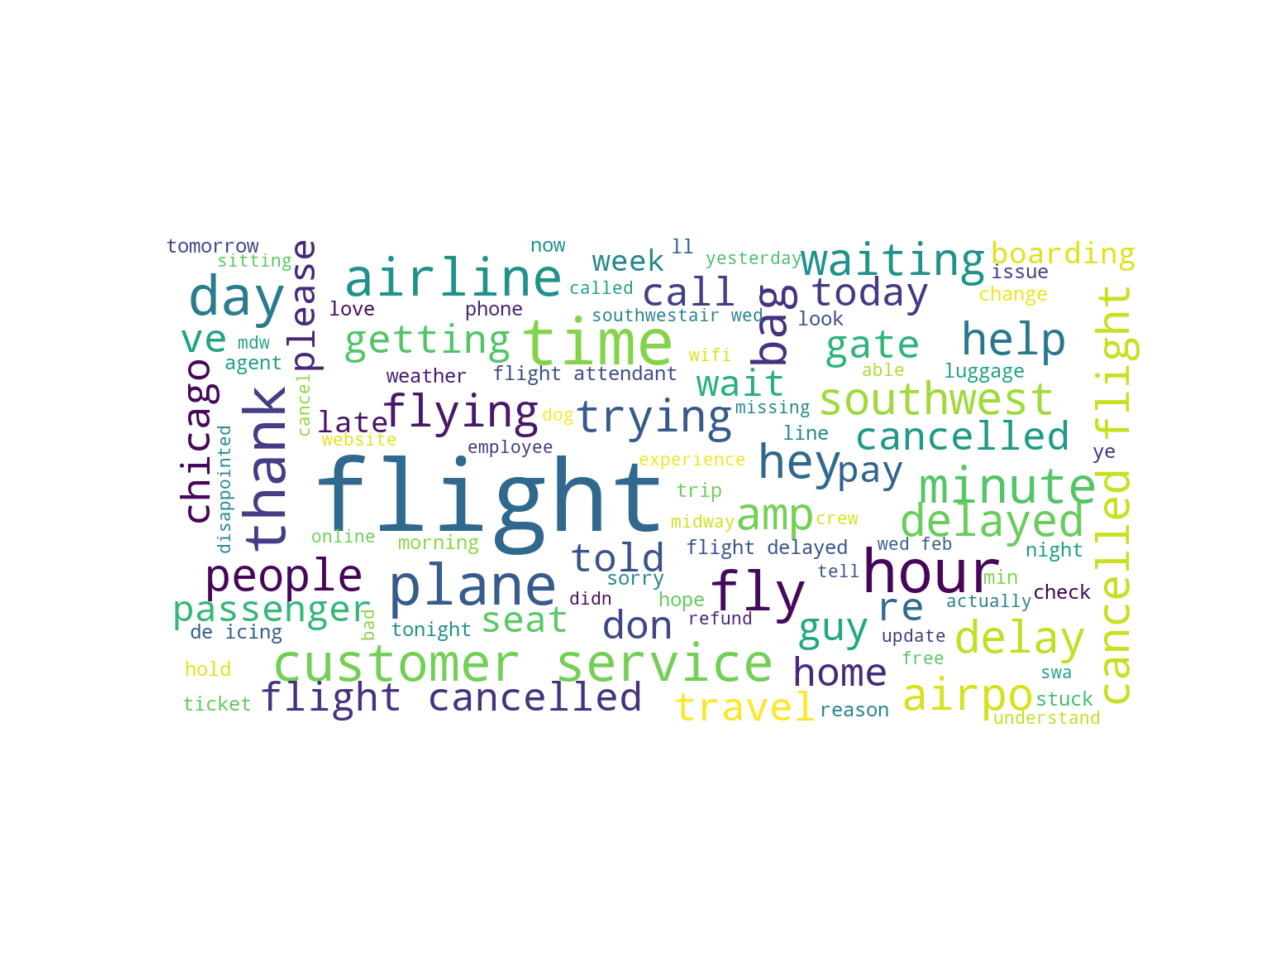 tomorrow
sitting
day
please
airline
now
week
ll
yesterday
waiting
boarding
issue
change
called
call
bag
today
love
phone
southwestair wed
look
ve
mdw
agent
getting
time
wifi
gate
help
able
luggage
cancelled flight
chicago
thank
cancel
weather
flight attendant
wait
southwest
late
flying
dog
trying
missing
line
cancelled
website
employee
experience
hey
pay
ye
disappointed
flight
trip
minute
midway
amp
crew
delayed
online
morning
told
flight delayed
wed feb
night
people
plane
sorry
fly
tell
hour
min
check
passenger
bad
didn
hope
refund
re
actually
de icing
tonight
seat
don
guy
update
delay
customer service
free
hold
home
swa
ticket
flight cancelled
travel
reason
airpo
stuck
understand